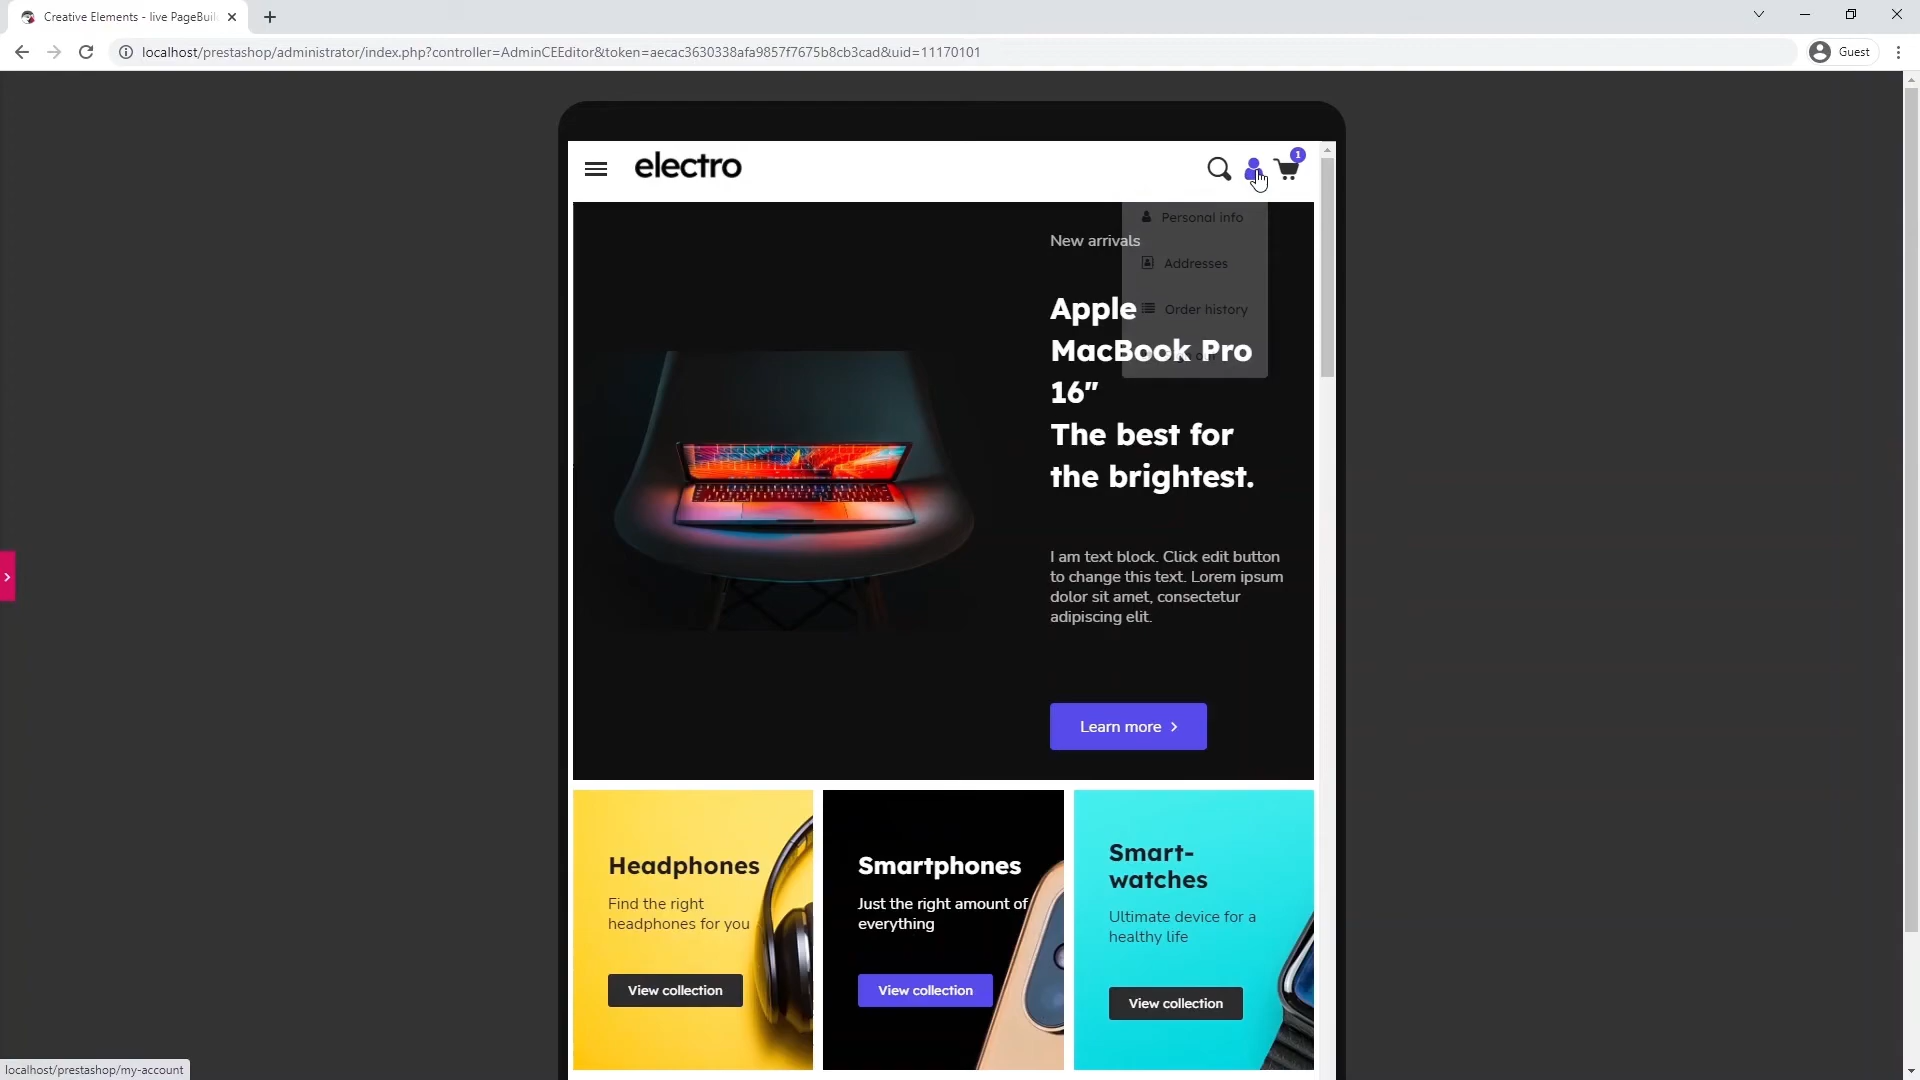 Creative Elements - live PageBuil
localhost/prestashop/administrator/index.php?controller=AdminCEEditor&token=aecac3630338afa9857f7675b8cb3cad&uid=11170101
Guest
electro
1
Personal info
Addresses
Order history
New arrivals
Apple
MacBook Pro
16"
The best for
the brightest.
I am text block. Click edit button
to change this text. Lorem ipsum
dolor sit amet, consectetur
adipiscing elit.
Learn more
Headphones
Find the right
headphones for you
View collection
Smartphones
Just the right amount of
everything
View collection
Smart-
watches
Ultimate device for a
healthy life
View collection
localhost/prestashop/my-account